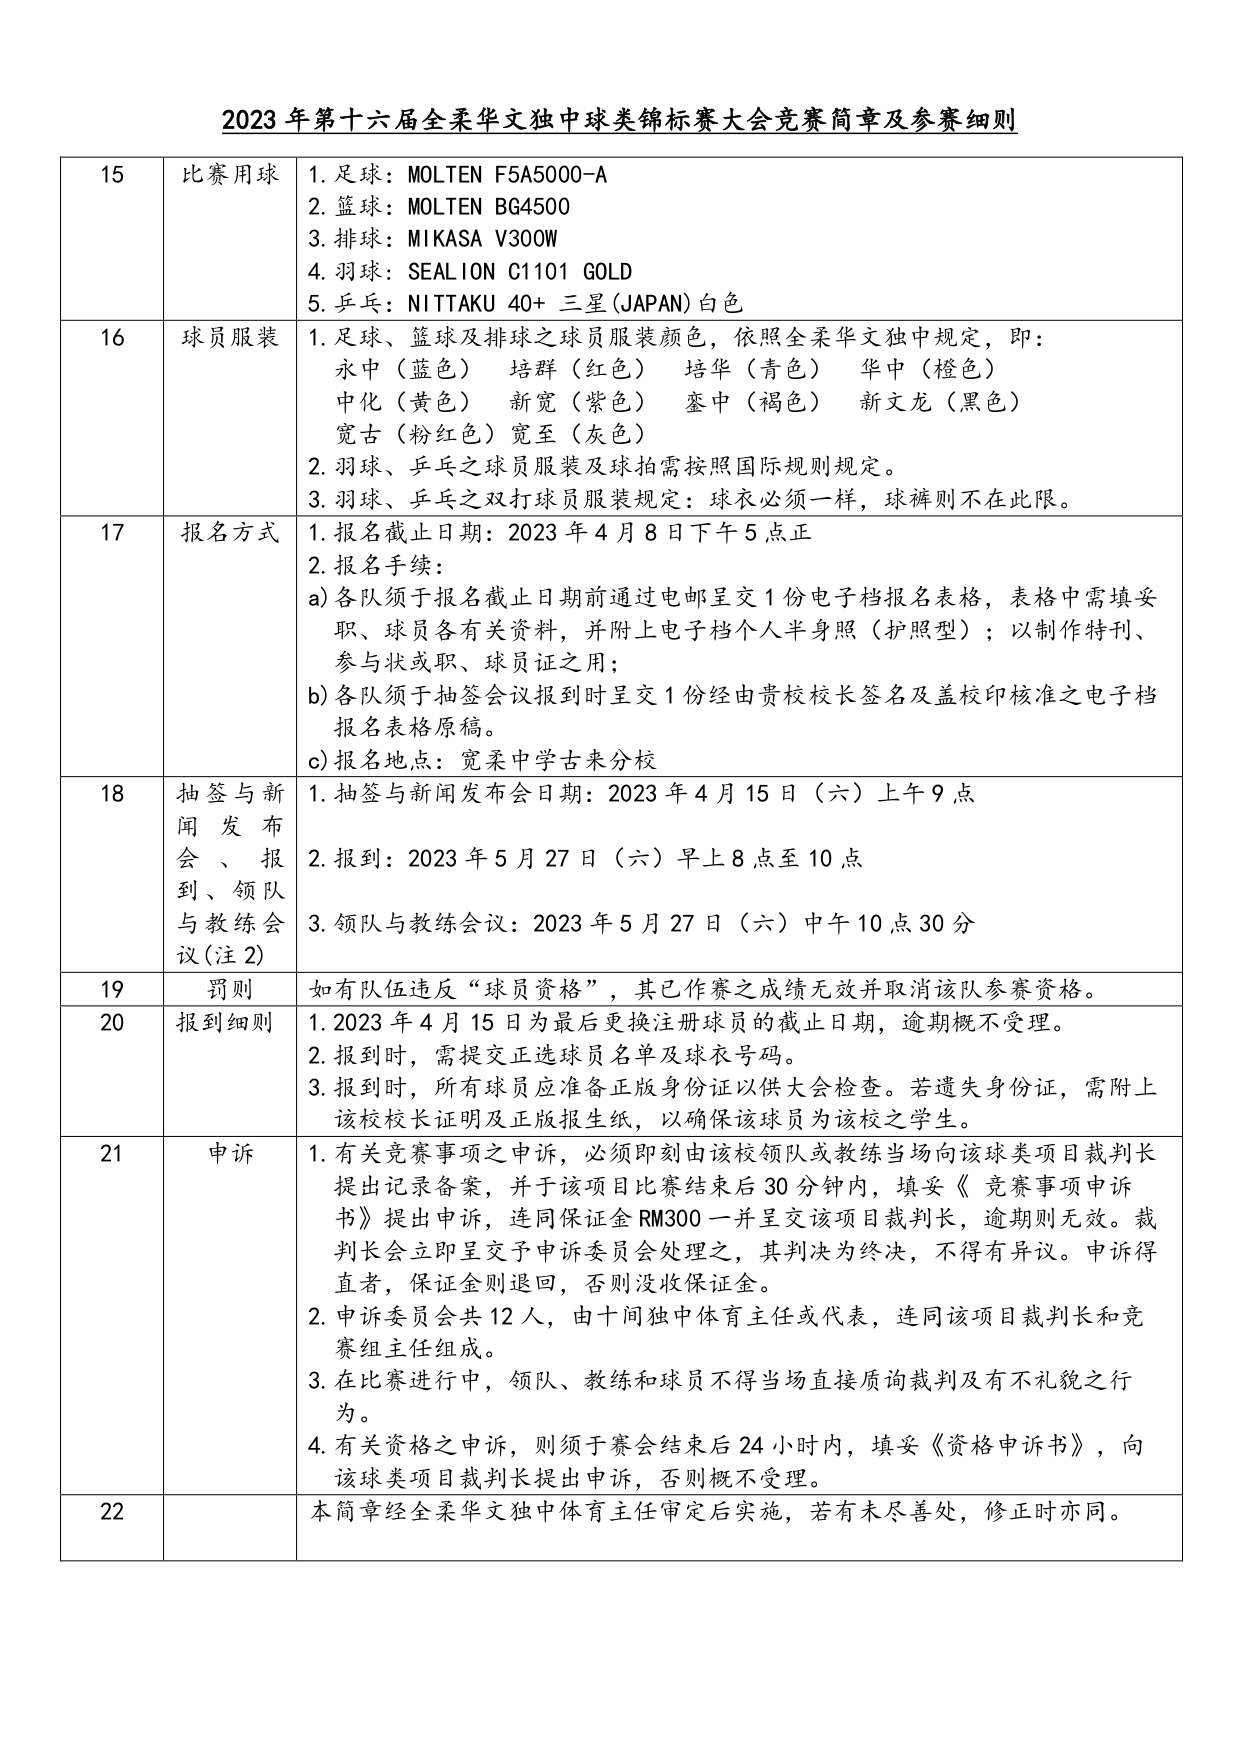 2023 年第十六届全柔华文独中球类锦标赛大会竞赛简章及参赛细则
15 比赛用球 1.足球：MOLTEN F5A5000-A
2.篮球：MOLTEN BG4500
3.排球：MIKASA V300W
4.羽球：SEALION C1101 GOLD
5.乒乓：NITTAKU 40+ 三星(JAPAN)白色
16 球员服装 1.足球、篮球及排球之球员服装颜色，依照全柔华文独中规定，即：
永中（蓝色） 培群（红色） 培华（青色） 华中（橙色）
中化（黄色） 新宽（紫色） 銮中（褐色） 新文龙（黑色）
宽古（粉红色）宽至（灰色）
2.羽球、乒乓之球员服装及球拍需按照国际规则规定。
3.羽球、乒乓之双打球员服装规定：球衣必须一样，球裤则不在此限。
17 报名方式 1.报名截止日期：2023 年 4 月 8 日下午 5 点正
2.报名手续：
a)各队须于报名截止日期前通过电邮呈交 1 份电子档报名表格，表格中需填妥
职、球员各有关资料，并附上电子档个人半身照（护照型）；以制作特刊、
参与状或职、球员证之用；
b)各队须于抽签会议报到时呈交 1 份经由贵校校长签名及盖校印核准之电子档
报名表格原稿。
c)报名地点：宽柔中学古来分校
18 抽签与新 1.抽签与新闻发布会日期：2023 年 4 月 15 日（六）上午 9 点
闻发布
会、报 2.报到：2023 年 5 月 27 日（六）早上 8 点至 10 点
到、领队
与教练会 3.领队与教练会议：2023 年 5 月 27 日（六）中午 10 点 30 分
议(注 2)
19 罚则 如有队伍违反“球员资格”，其已作赛之成绩无效并取消该队参赛资格。
20 报到细则 1.2023 年 4 月 15 日为最后更换注册球员的截止日期，逾期概不受理。
2.报到时，需提交正选球员名单及球衣号码。
3.报到时，所有球员应准备正版身份证以供大会检查。若遗失身份证，需附上
该校校长证明及正版报生纸，以确保该球员为该校之学生。
21 申诉 1.有关竞赛事项之申诉，必须即刻由该校领队或教练当场向该球类项目裁判长
提出记录备案，并于该项目比赛结束后 30 分钟内，填妥《 竞赛事项申诉
书》提出申诉，连同保证金 RM300 一并呈交该项目裁判长，逾期则无效。裁
判长会立即呈交予申诉委员会处理之，其判决为终决，不得有异议。申诉得
直者，保证金则退回，否则没收保证金。
2.申诉委员会共 12 人，由十间独中体育主任或代表，连同该项目裁判长和竞
赛组主任组成。
3.在比赛进行中，领队、教练和球员不得当场直接质询裁判及有不礼貌之行
为。
4.有关资格之申诉，则须于赛会结束后 24 小时内，填妥《资格申诉书》，向
该球类项目裁判长提出申诉，否则概不受理。
22 本简章经全柔华文独中体育主任审定后实施，若有未尽善处，修正时亦同。